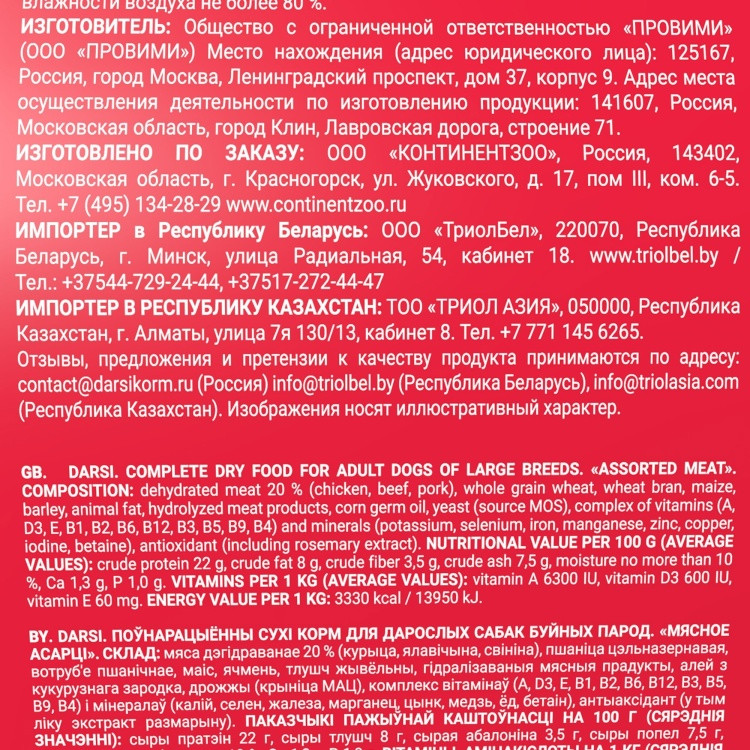 влажности воздуха не более 80 %.
ИЗГОТОВИТЕЛЬ: Общество с ограниченной ответственностью «ПРОВИМИ»
(ООО «ПРОВИМИ») Место нахождения (адрес юридического лица): 125167,
Россия, город Москва, Ленинградский проспект, дом 37, корпус 9. Адрес места
осуществления деятельности по изготовлению продукции: 141607, Россия,
Московская область, город Клин, Лавровская дорога, строение 71.
ИЗГОТОВЛЕНО ПО ЗАКАЗУ: ООО «КОНТИНЕНТЗОО», Россия, 143402,
Московская область, г. Красногорск, ул. Жуковского, д. 17, пом III, ком. 6-5.
Тел. +7 (495) 134-28-29 www.continentzoo.ru
ИМПОРТЕР в Республику Беларусь: ООО «ТриолБел», 220070, Республика
Беларусь, г. Минск, улица Радиальная, 54, кабинет 18. www.triolbel.by /
Тел.: +37544-729-24-44, +37517-272-44-47
ИМПОРТЕР В РЕСПУБЛИКУ КАЗАХСТАН: ТОО «ТРИОЛ АЗИЯ», 050000, Республика
Казахстан, г. Алматы, улица 7я 130/13, кабинет 8. Тел. +7 771 145 6265.
Отзывы, предложения и претензии к качеству продукта принимаются по адресу:
contact@darsikorm.ru (Россия) info@triolbel.by (Республика Беларусь), info@triolasia.com
(Республика Казахстан). Изображения носят иллюстративный характер.
GB. DARSI. COMPLETE DRY FOOD FOR ADULT DOGS OF LARGE BREEDS. «ASSORTED MEAT».
COMPOSITION: dehydrated meat 20 % (chicken, beef, pork), whole grain wheat, wheat bran, maize,
barley, animal fat, hydrolyzed meat products, corn germ oil, yeast (source MOS), complex of vitamins (A,
D3, E, B1, B2, B6, B12, B3, B5, B9, B4) and minerals (potassium, selenium, iron, manganese, zinc, copper,
iodine, betaine), antioxidant (including rosemary extract). NUTRITIONAL VALUE PER 100 G (AVERAGE
VALUES): crude protein 22 g, crude fat 8 g, crude fiber 3,5 g, crude ash 7,5 g, moisture no more than 10
%, Ca 1,3 g, P 1,0 g. VITAMINS PER 1 KG (AVERAGE VALUES): vitamin A 6300 IU, vitamin D3 600 IU,
vitamin E 60 mg. ENERGY VALUE PER 1 KG: 3330 kcal / 13950 kJ.
BY. DARSI. ПОЎНАРАЦЫЁННЫ СУХІ КОРМ ДЛЯ ДАРОСЛЫХ САБАК БУЙНЫХ ПАРОД. «МЯСНОЕ
АСАРЦІ». СКЛАД: мяса дэгідраванае 20 % (курыца, ялавічына, свініна), пшаніца цэльназерневая,
вотруб'е пшанічнае, маіс, ячмень, тлушч жывёльны, гідралізаваныя мясныя прадукты, алей з
кукурузнага зародка, дрожжы (крыніца МАЦ), комплекс вітамінаў (A, D3, E, B1, B2, B6, B12, B3, B5,
B9, B4) і мінералаў (калій, селен, жалеза, марганец, цынк, медзь, ёд, бетаін), антыаксідант (у тым
ліку экстракт размарыну). ПАКАЗЧЫКІ ПАЖЫЎНАЙ КАШТОЎНАСЦІ НА 100 Г (СЯРЭДНІЯ
ЗНАЧЭННІ): сыры пратэін 22 г, сыры тлушч 8 г, сырая абалоніна 3,5 г, сыры попел 7,5 г,